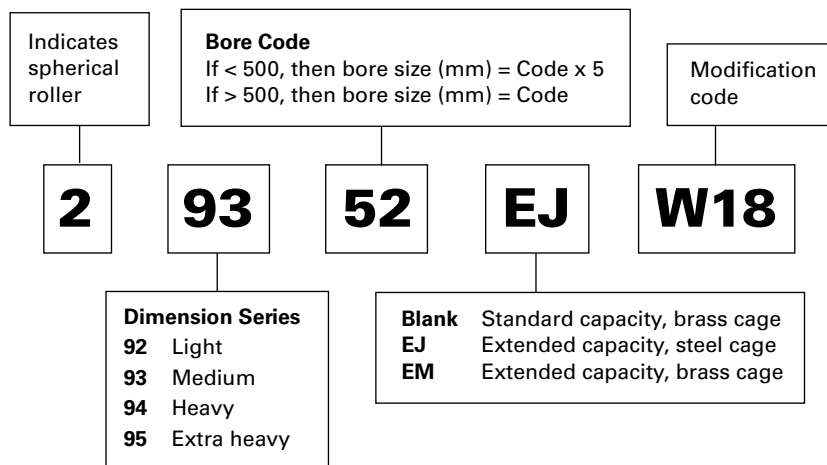 Indicates
spherical
roller
Bore Code
If < 500, then bore size (mm) = Code x 5
If > 500, then bore size (mm) = Code
Modification
code
2 93 52 EJ W18
Dimension Series
92 Light
93 Medium
94 Heavy
95 Extra heavy
Blank Standard capacity, brass cage
EJ Extended capacity, steel cage
EM Extended capacity, brass cage